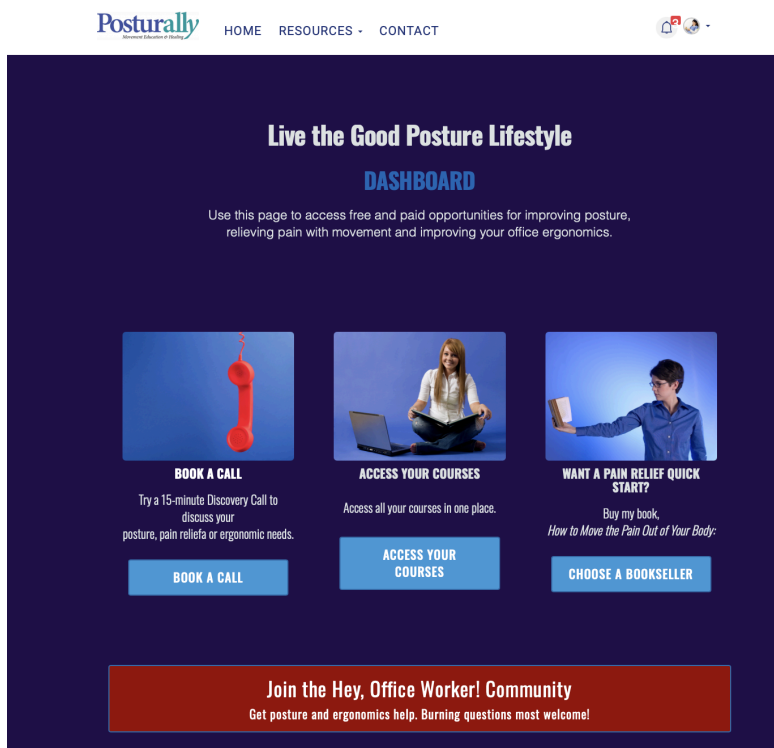 Posturally
Movement Education & Healing
HOME RESOURCES CONTACT
Live the Good Posture Lifestyle
DASHBOARD
Use this page to access free and paid opportunities for improving posture,
relieving pain with movement and improving your office ergonomics.
BOOK A CALL
Try a 15-minute Discovery Call to
discuss your
posture, pain reliefa or ergonomic needs.
BOOK A CALL
ACCESS YOUR COURSES
Access all your courses in one place.
ACCESS YOUR
COURSES
WANT A PAIN RELIEF QUICK
START?
Buy my book,
How to Move the Pain Out of Your Body:
CHOOSE A BOOKSELLER
Join the Hey, Office Worker! Community
Get posture and ergonomics help. Burning questions most welcome!